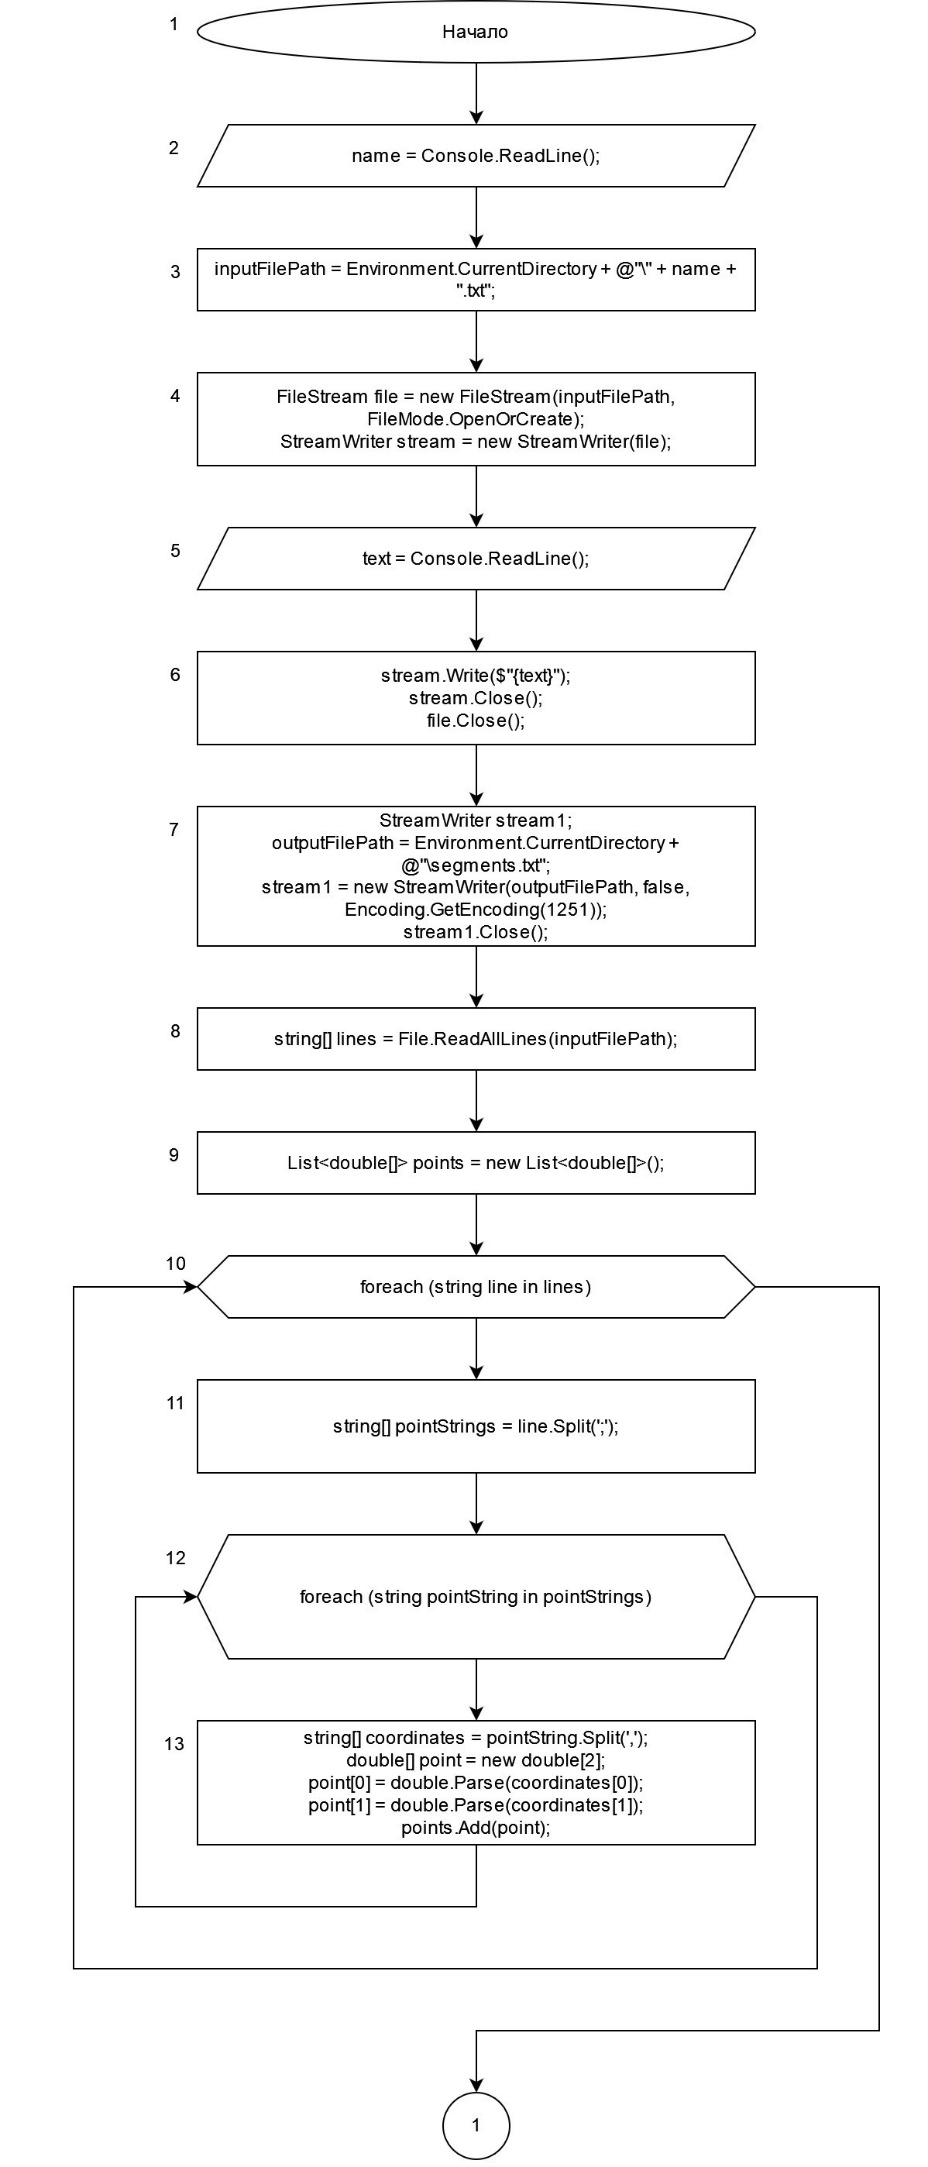 1
Начало
2
name = Console.ReadLine();
3
inputFilePath = Environment.CurrentDirectory + @"\" + name +
".txt";
4
FileStream file = new FileStream(inputFilePath,
FileMode.OpenOrCreate);
StreamWriter stream = new StreamWriter(file);
5
text = Console.ReadLine();
6
stream.Write($"{text}");
stream.Close();
file.Close();
7
StreamWriter stream1;
outputFilePath = Environment.CurrentDirectory +
@"\segments.txt";
stream1 = new StreamWriter(outputFilePath, false,
Encoding.GetEncoding(1251));
stream1.Close();
8
string[] lines = File.ReadAllLines(inputFilePath);
9
List<double[]> points = new List<double[]>();
10
foreach (string line in lines)
11
string[] pointStrings = line.Split(';');
12
foreach (string pointString in pointStrings)
13
string[] coordinates = pointString.Split(',');
double[] point = new double[2];
point[0] = double.Parse(coordinates[0]);
point[1] = double.Parse(coordinates[1]);
points.Add(point);
1